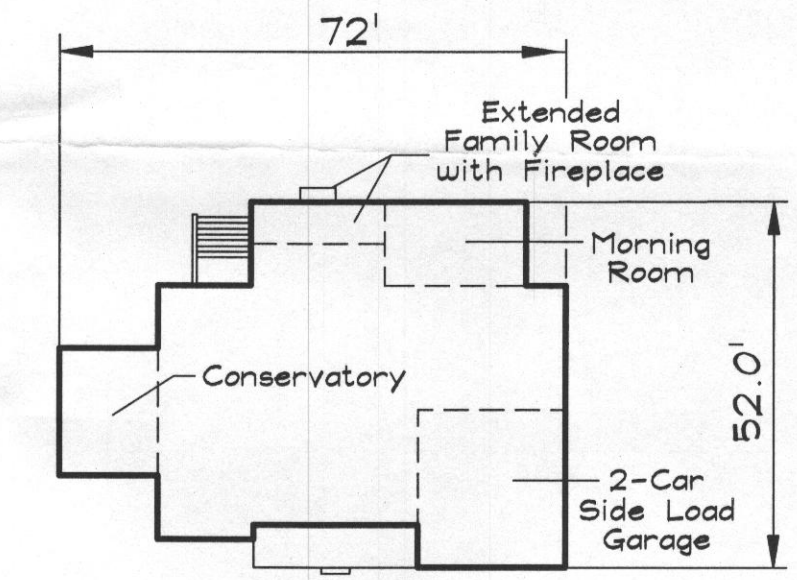 72'
Extended
Family Room
with Fireplace
Morning
Room
Conservatory
52.0'
2-Car
Side Load
Garage